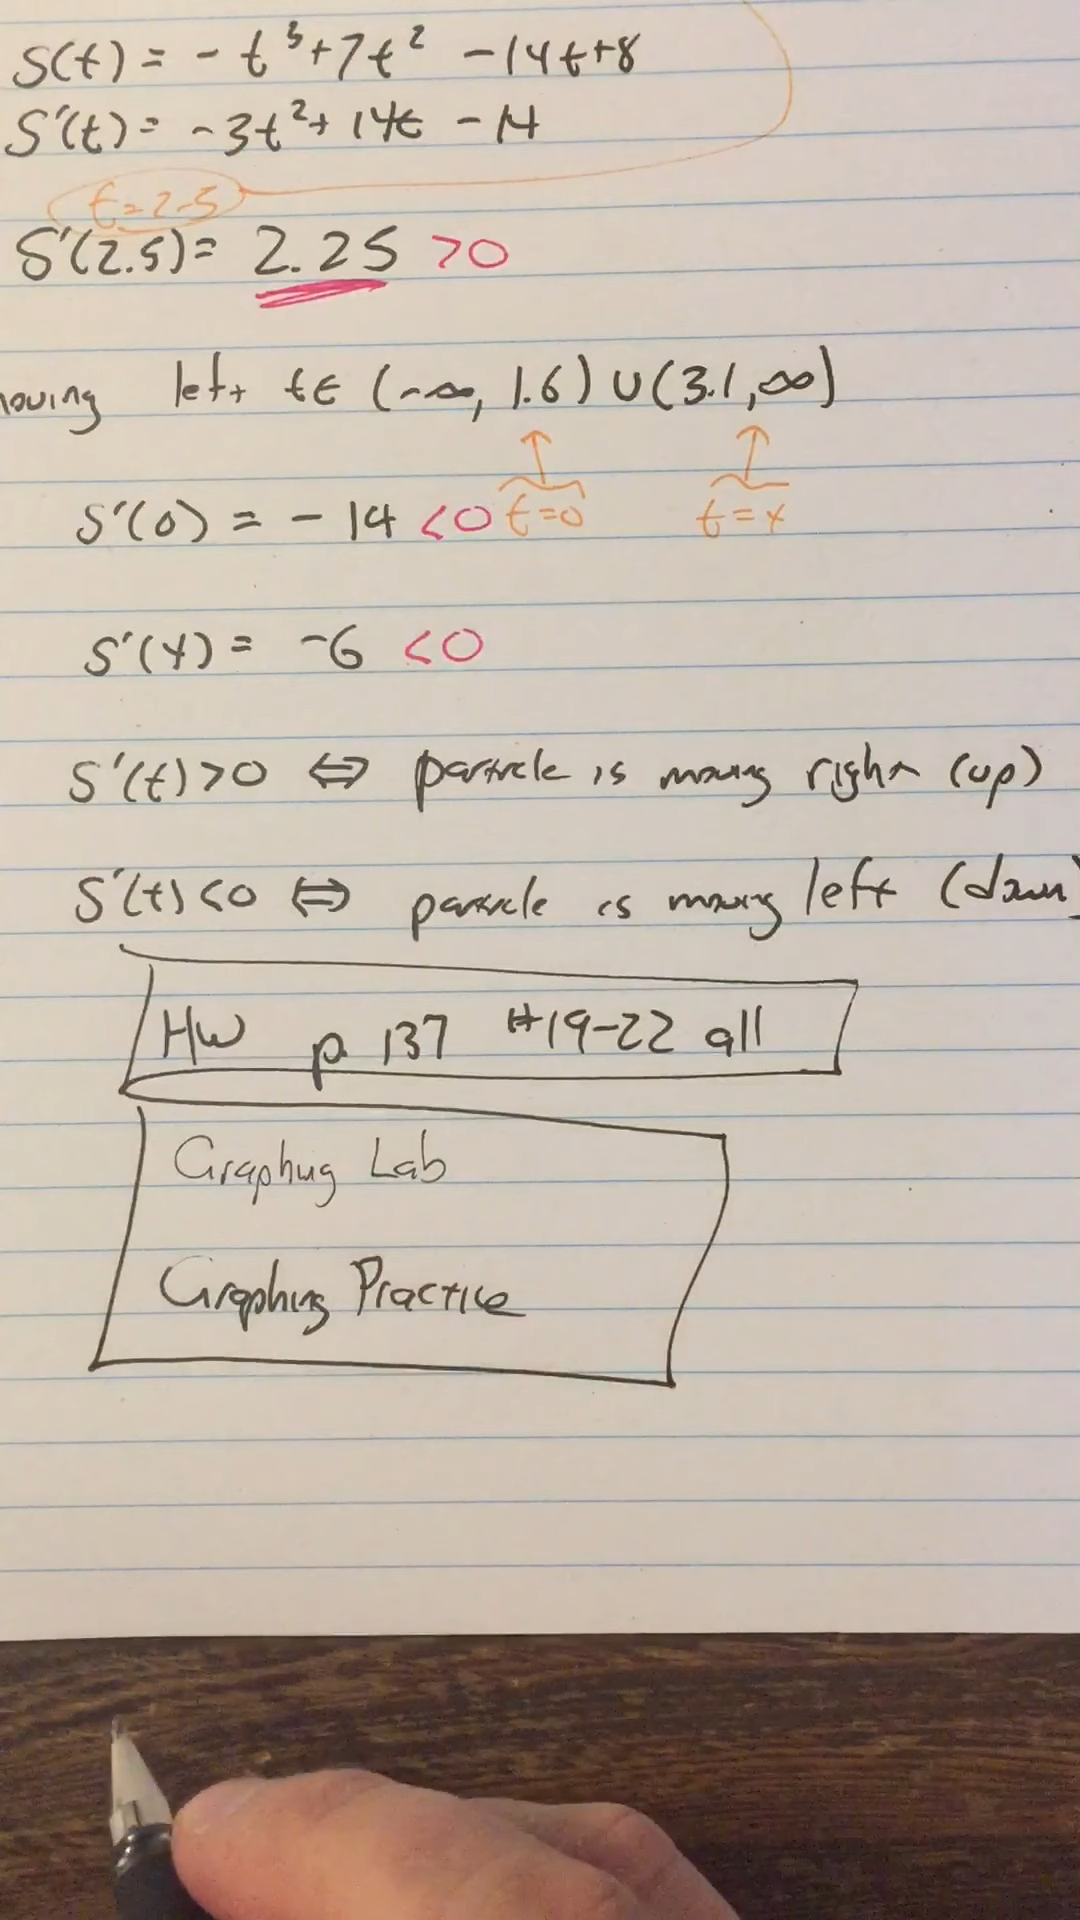 S(t) = -t³+7t² -14t+8
S'(t) = -3t²+14t -14
t=2.5
S'(2.5) = 2.25 >0
moving left t∈ (-∞, 1.6) ∪ (3.1, ∞)
S'(0) = -14 <0 t=0 t=4
S'(4) = -6 <0
S'(t)>0 ⇔ particle is moving right (up)
S'(t)<0 ⇔ particle is moving left (down)
HW p 137 #19-22 all
Graphing Lab
Graphing Practice